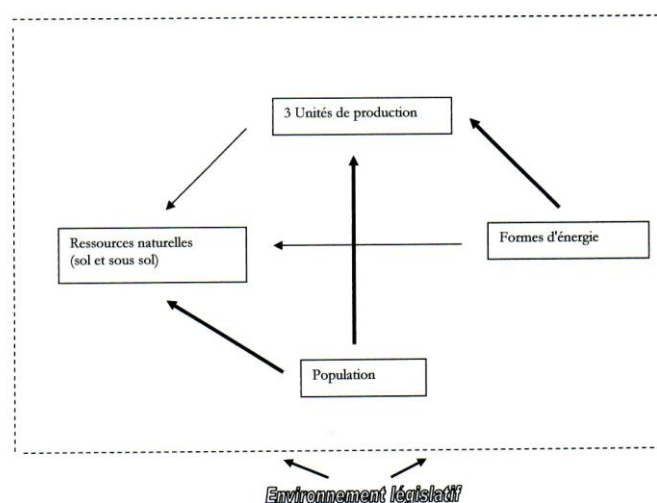 3 Unités de production
Ressources naturelles
(sol et sous sol)
Formes d'énergie
Population
Environnement législatif